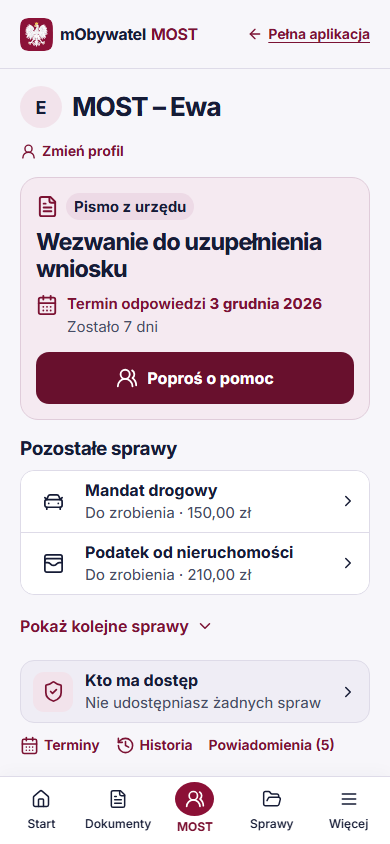 mObywatel MOST
Pełna aplikacja
E
MOST – Ewa
Zmień profil
Pismo z urzędu
Wezwanie do uzupełnienia
wniosku
Termin odpowiedzi 3 grudnia 2026
Zostało 7 dni
Poproś o pomoc
Pozostałe sprawy
Mandat drogowy
Do zrobienia · 150,00 zł
Podatek od nieruchomości
Do zrobienia · 210,00 zł
Pokaż kolejne sprawy
Kto ma dostęp
Nie udostępniasz żadnych spraw
Terminy Historia Powiadomienia (5)
Start Dokumenty MOST Sprawy Więcej